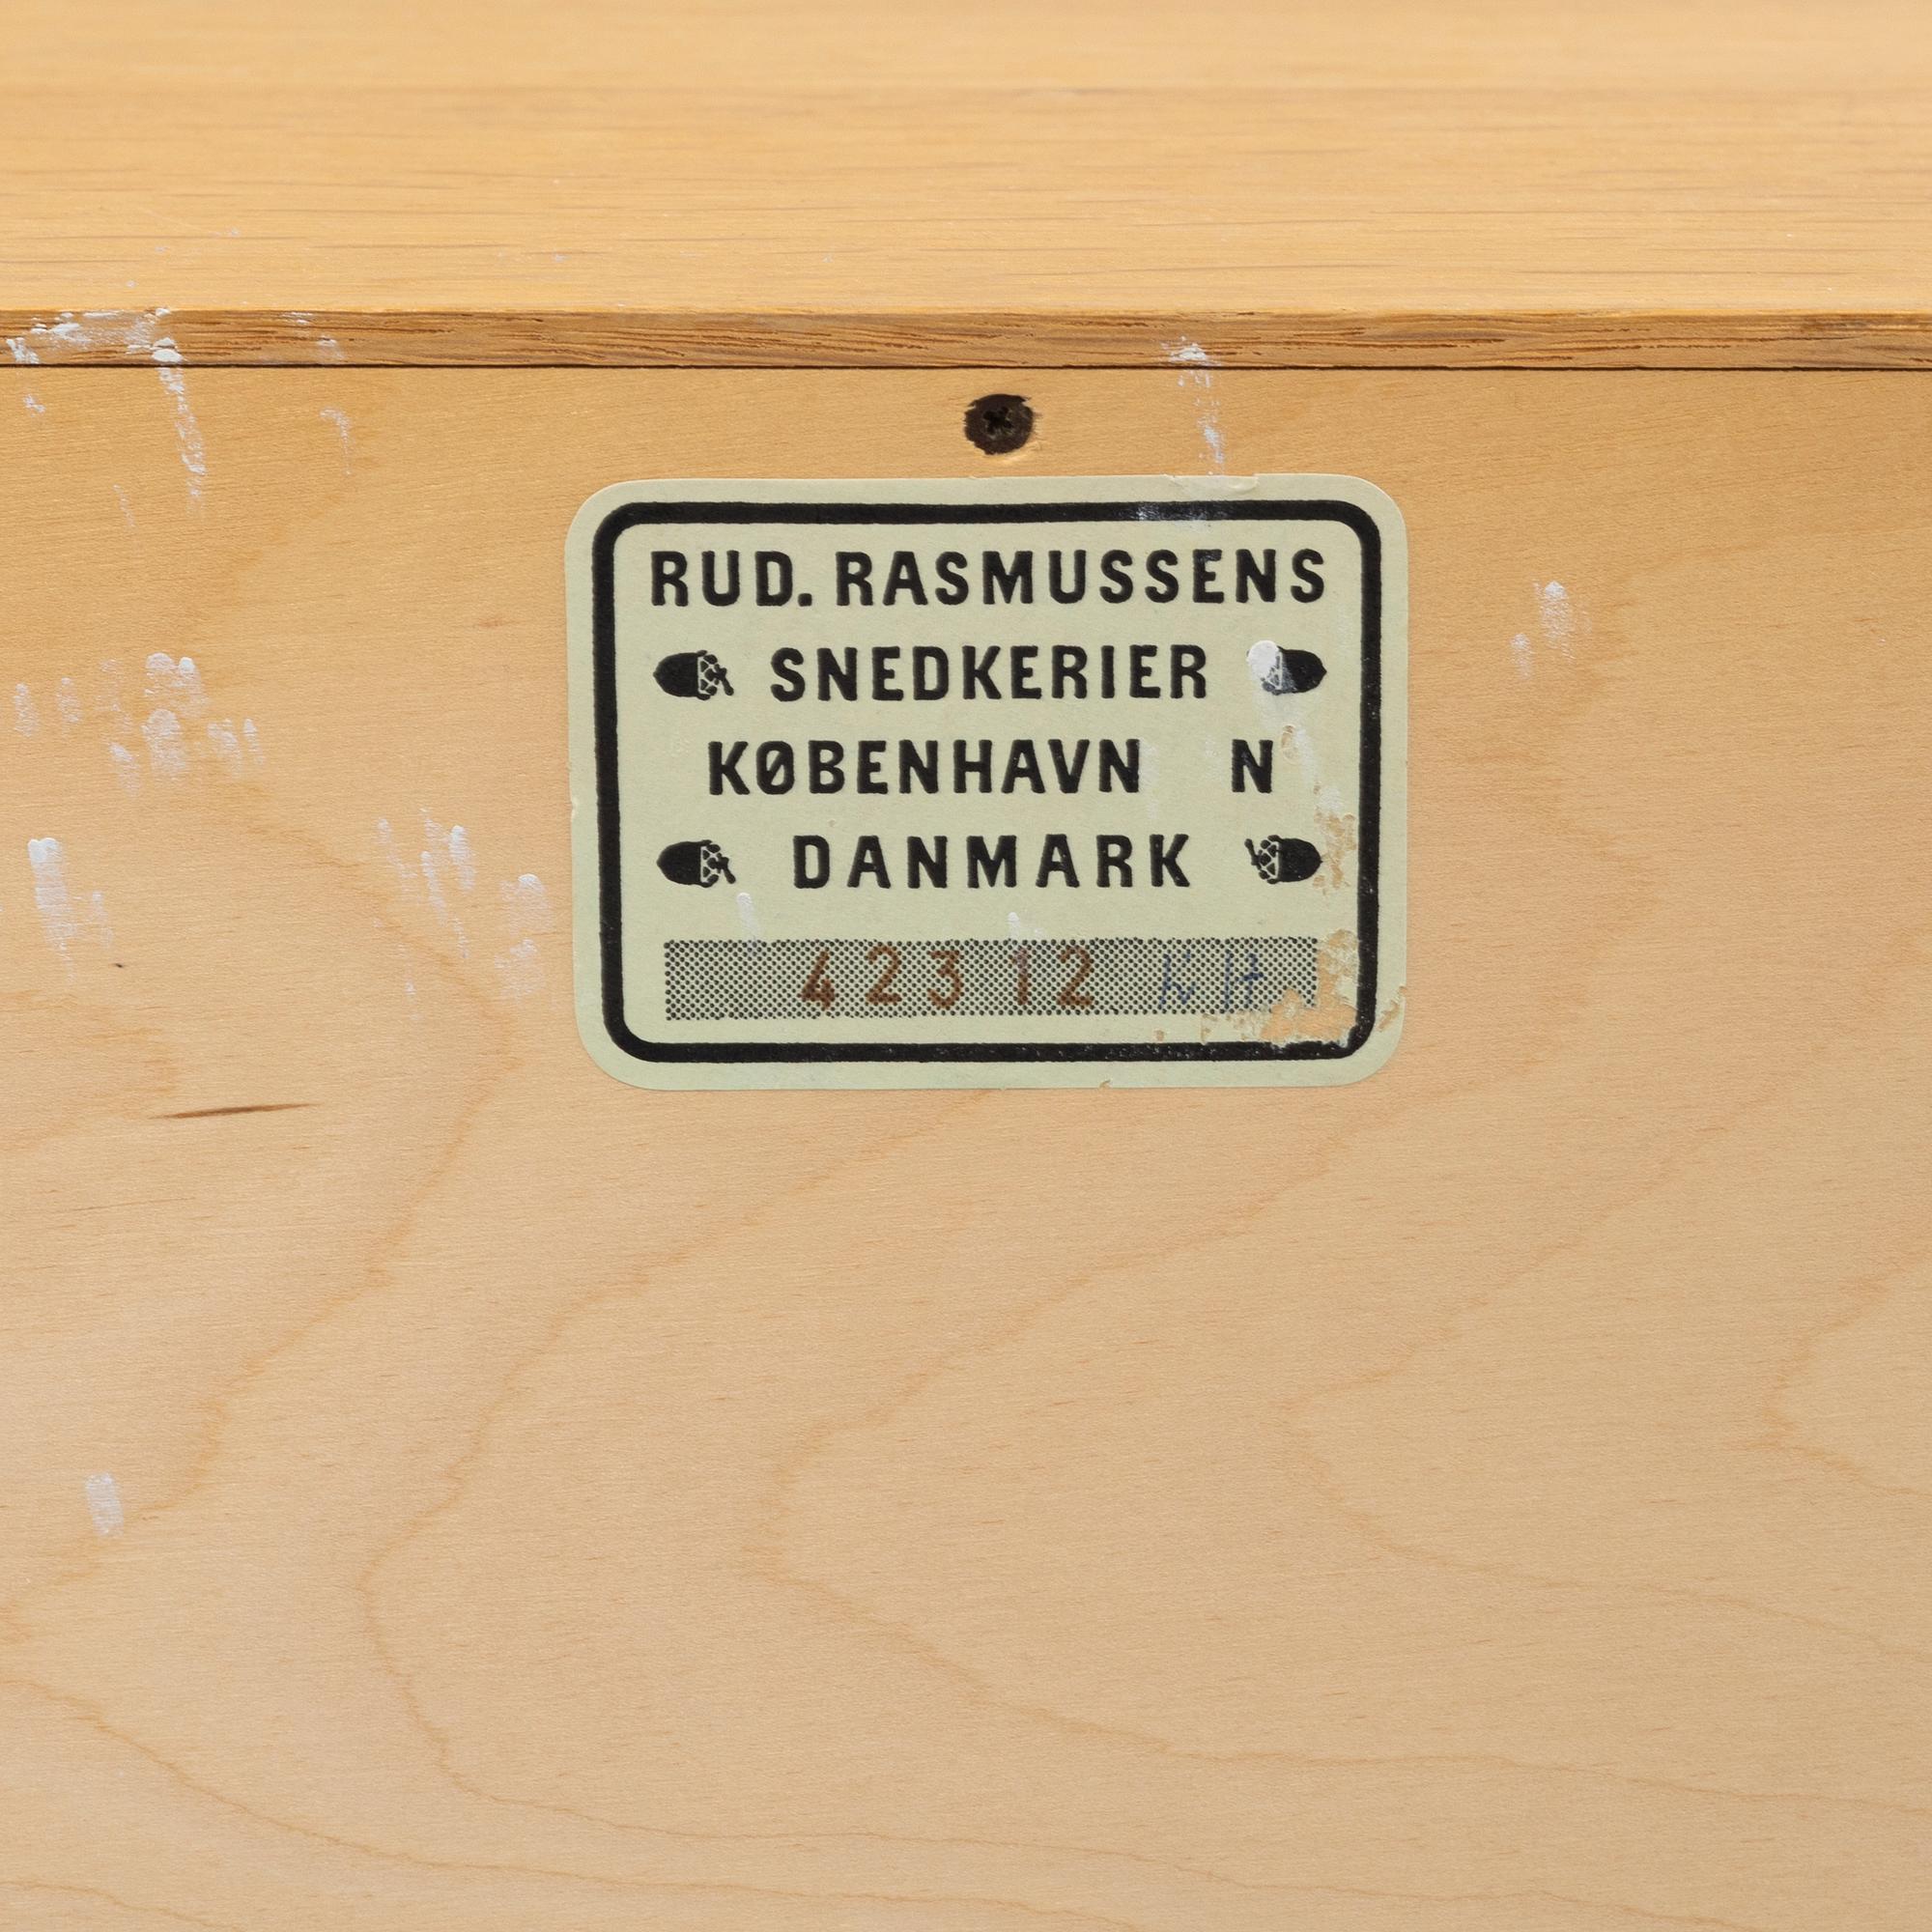 RUD. RASMUSSENS
SNEDKERIER
KØBENHAVN N
DANMARK
42312